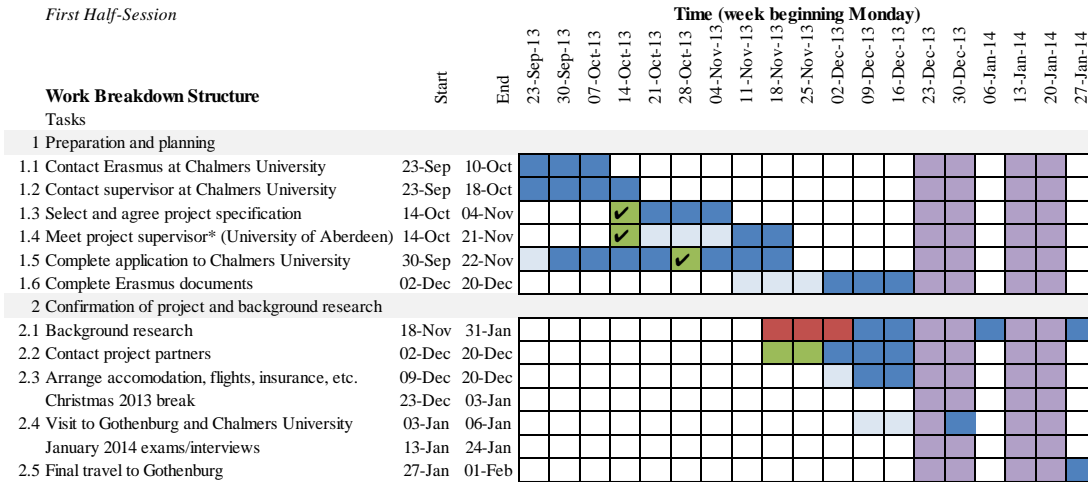 First Half-Session
Time (week beginning Monday)
Work Breakdown Structure Start End 23-Sep-13 30-Sep-13 07-Oct-13 14-Oct-13 21-Oct-13 28-Oct-13 04-Nov-13 11-Nov-13 18-Nov-13 25-Nov-13 02-Dec-13 09-Dec-13 16-Dec-13 23-Dec-13 30-Dec-13 06-Jan-14 13-Jan-14 20-Jan-14 27-Jan-14
Tasks
1 Preparation and planning
1.1 Contact Erasmus at Chalmers University 23-Sep 10-Oct
1.2 Contact supervisor at Chalmers University 23-Sep 18-Oct
1.3 Select and agree project specification 14-Oct 04-Nov ✔
1.4 Meet project supervisor* (University of Aberdeen) 14-Oct 21-Nov ✔
1.5 Complete application to Chalmers University 30-Sep 22-Nov ✔
1.6 Complete Erasmus documents 02-Dec 20-Dec
2 Confirmation of project and background research
2.1 Background research 18-Nov 31-Jan
2.2 Contact project partners 02-Dec 20-Dec
2.3 Arrange accomodation, flights, insurance, etc. 09-Dec 20-Dec
Christmas 2013 break 23-Dec 03-Jan
2.4 Visit to Gothenburg and Chalmers University 03-Jan 06-Jan
January 2014 exams/interviews 13-Jan 24-Jan
2.5 Final travel to Gothenburg 27-Jan 01-Feb